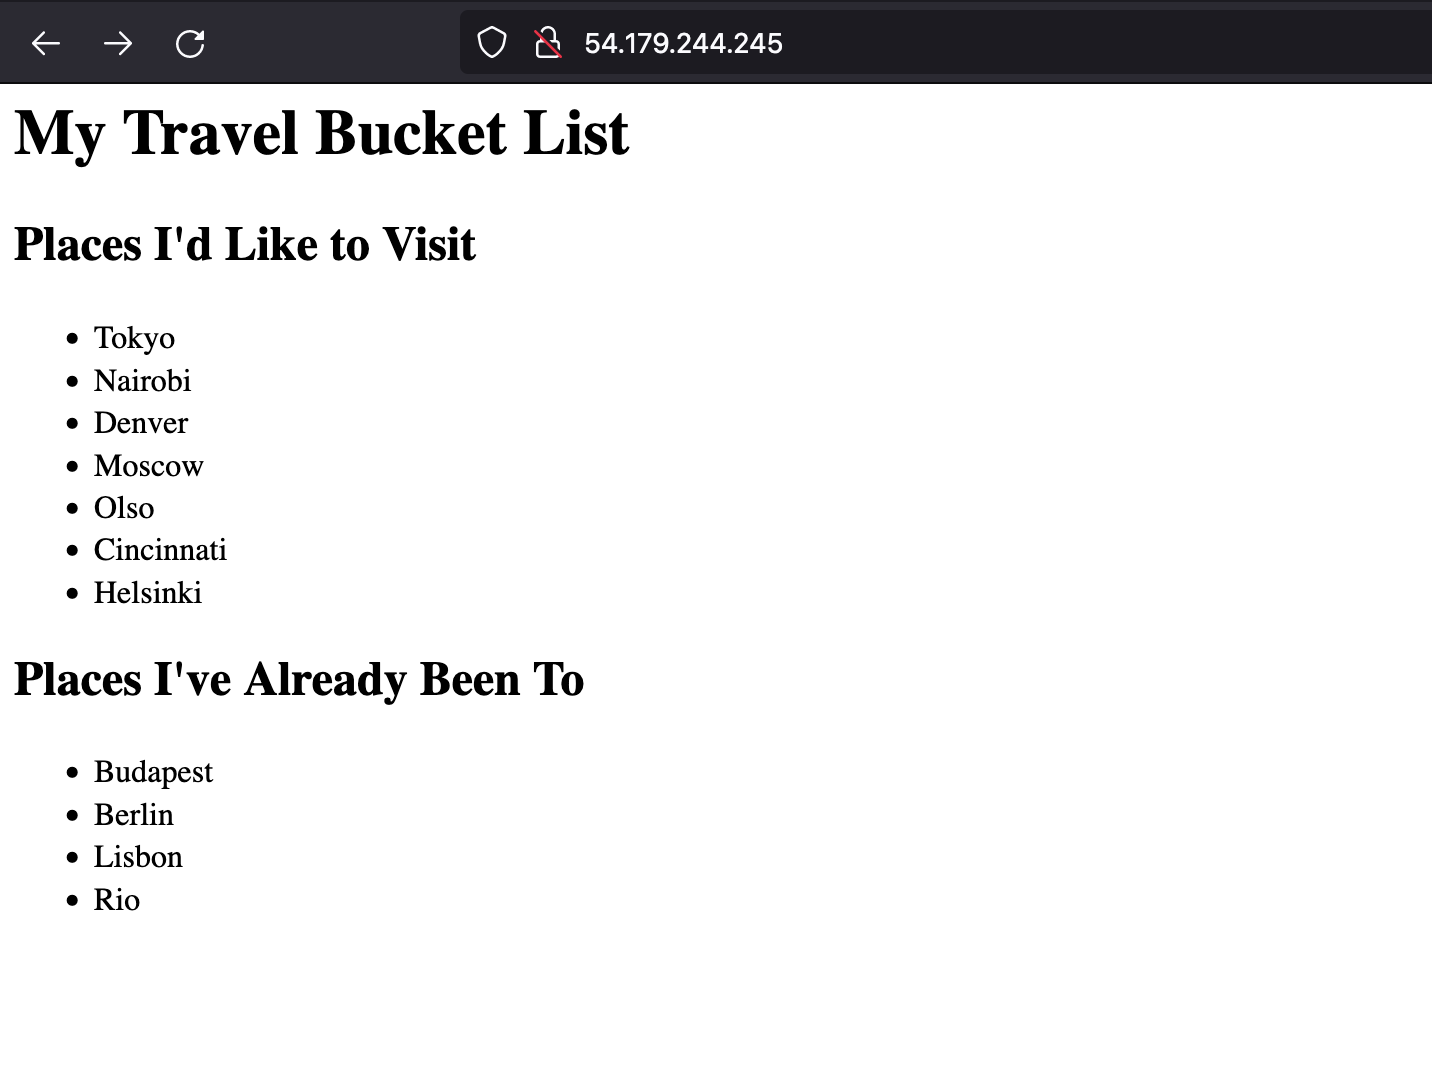 54.179.244.245
My Travel Bucket List
Places I'd Like to Visit
Tokyo
Nairobi
Denver
Moscow
Olso
Cincinnati
Helsinki
Places I've Already Been To
Budapest
Berlin
Lisbon
Rio